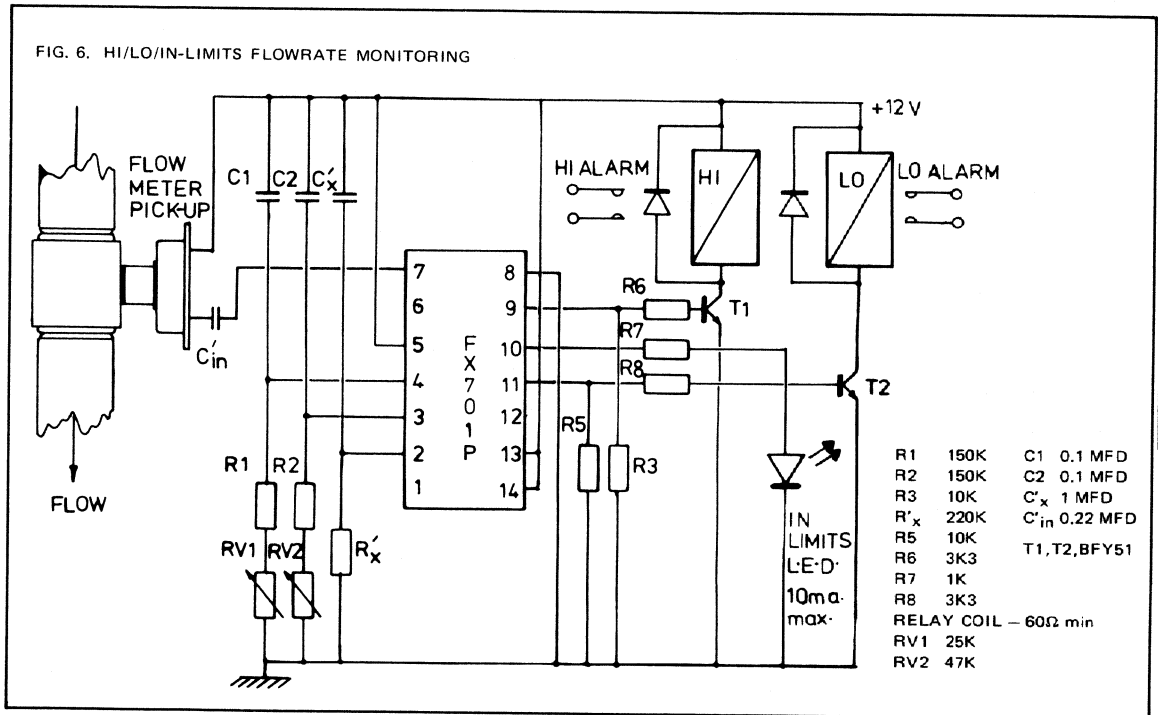 FIG. 6. HI/LO/IN-LIMITS FLOWRATE MONITORING
+12 V
FLOW
METER
PICK-UP
C1 C2 C'x
HI ALARM
HI
LO
LO ALARM
C'in
7
6
5
4
3
2
1
FX701P
8
9
10
11
12
13
14
R6
R7
R8
T1
T2
R5
R3
R1
R2
RV1
RV2
R'x
FLOW
IN
LIMITS
L·E·D·
10ma·
max·
R1 150K C1 0.1 MFD
R2 150K C2 0.1 MFD
R3 10K C'x 1 MFD
R'x 220K C'in 0.22 MFD
R5 10K
T1,T2,BFY51
R6 3K3
R7 1K
R8 3K3
RELAY COIL – 60Ω min
RV1 25K
RV2 47K